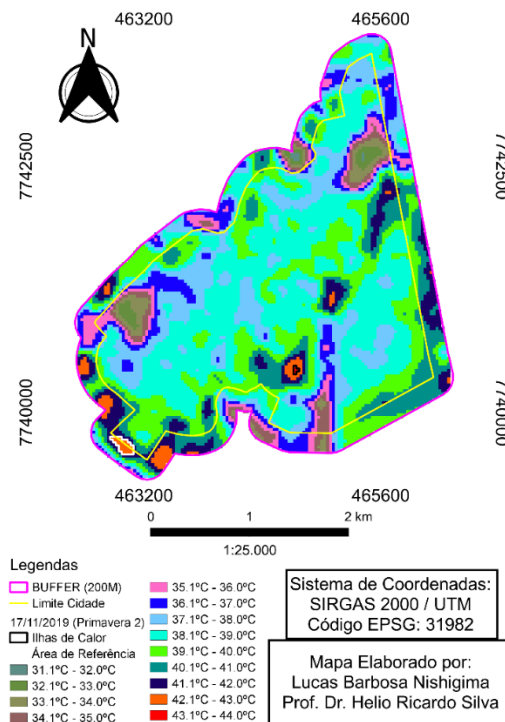 463200 465600
N
7742500 7742500
7740000 7740000
463200 465600
0 1 2 km
1:25.000
Legendas
BUFFER (200M)
Limite Cidade
17/11/2019 (Primavera 2)
Ilhas de Calor
Área de Referência
31.1ºC - 32.0ºC
32.1ºC - 33.0ºC
33.1ºC - 34.0ºC
34.1ºC - 35.0ºC
35.1ºC - 36.0ºC
36.1ºC - 37.0ºC
37.1ºC - 38.0ºC
38.1ºC - 39.0ºC
39.1ºC - 40.0ºC
40.1ºC - 41.0ºC
41.1ºC - 42.0ºC
42.1ºC - 43.0ºC
43.1ºC - 44.0ºC
Sistema de Coordenadas:
SIRGAS 2000 / UTM
Código EPSG: 31982
Mapa Elaborado por:
Lucas Barbosa Nishigima
Prof. Dr. Helio Ricardo Silva